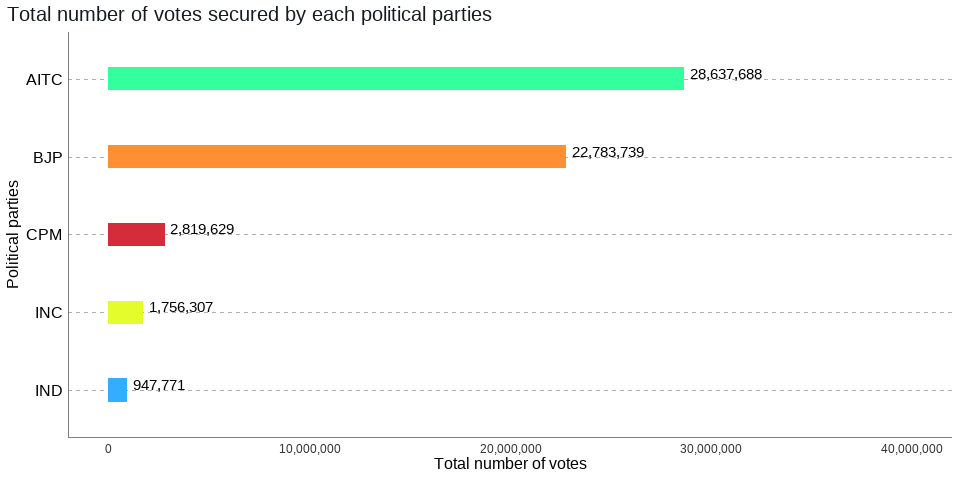 Total number of votes secured by each political parties
Political parties
AITC
28,637,688
BJP
22,783,739
CPM
2,819,629
INC
1,756,307
IND
947,771
0 10,000,000 20,000,000 30,000,000 40,000,000
Total number of votes